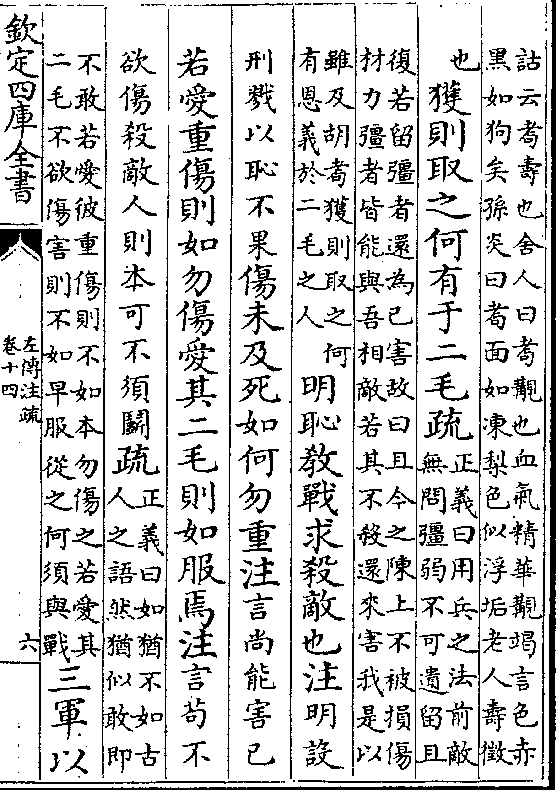 詁云耇壽也舍人曰耇覯也血氣精華覯竭言色赤
黑如狗矣孫炎曰耇面如凍梨色似浮垢老人壽徵
也
獲則取之何有于二毛疏
正義曰用兵之法前敵
無問彊弱不可遺留且
復若留彊者還為已害故曰且今之陳上不被損傷
材力彊者皆能與吾相敵若其不殺還來害我是以
雖及胡耇獲則取之何
有恩義於二毛之人
明恥教戰求殺敵也注明設
刑戮以恥不果傷未及死如何勿重注言尚能害已
若愛重傷則如勿傷愛其二毛則如服焉注言苟不
欲傷殺敵人則本可不須鬭疏
正義曰如猶不如古
人之語然猶似敢即
不敢若愛彼重傷則不如本勿傷之若愛其
二毛不欲傷害則不如早服從之何須與戰
三軍以
欽定四庫全書
左傳注疏
卷十四
六